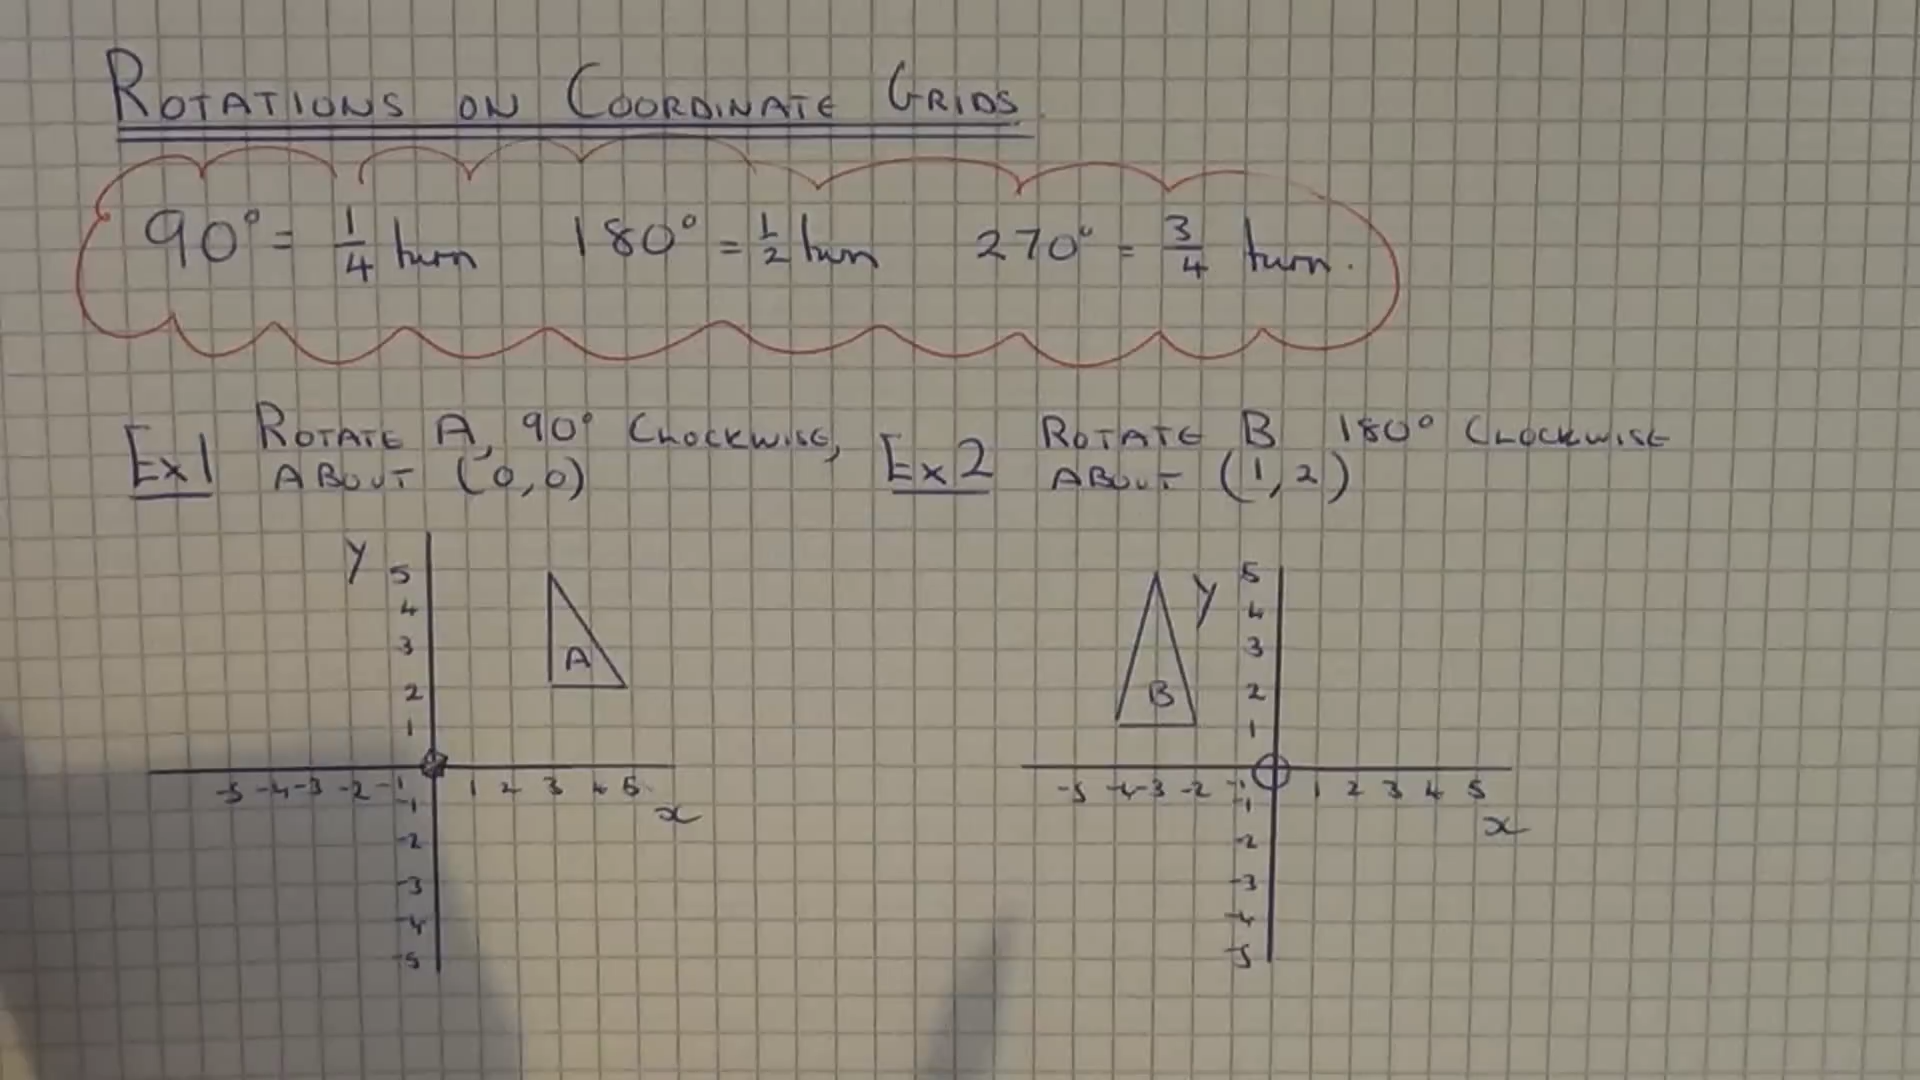 ROTATIONS ON COORDINATE GRIDS.
90° = 1/4 turn 180° = 1/2 turn 270° = 3/4 turn.
Ex1 ROTATE A, 90° CLOCKWISE,
ABOUT (0,0)
Ex2 ROTATE B 180° CLOCKWISE
ABOUT (1,2)
y 5
4
3
A
2
1
-5 -4 -3 -2 -1 1 2 3 4 5
x
-1
-2
-3
-4
-5
y 5
4
3
B 2
1
-5 -4 -3 -2 -1 1 2 3 4 5
x
-1
-2
-3
-4
-5